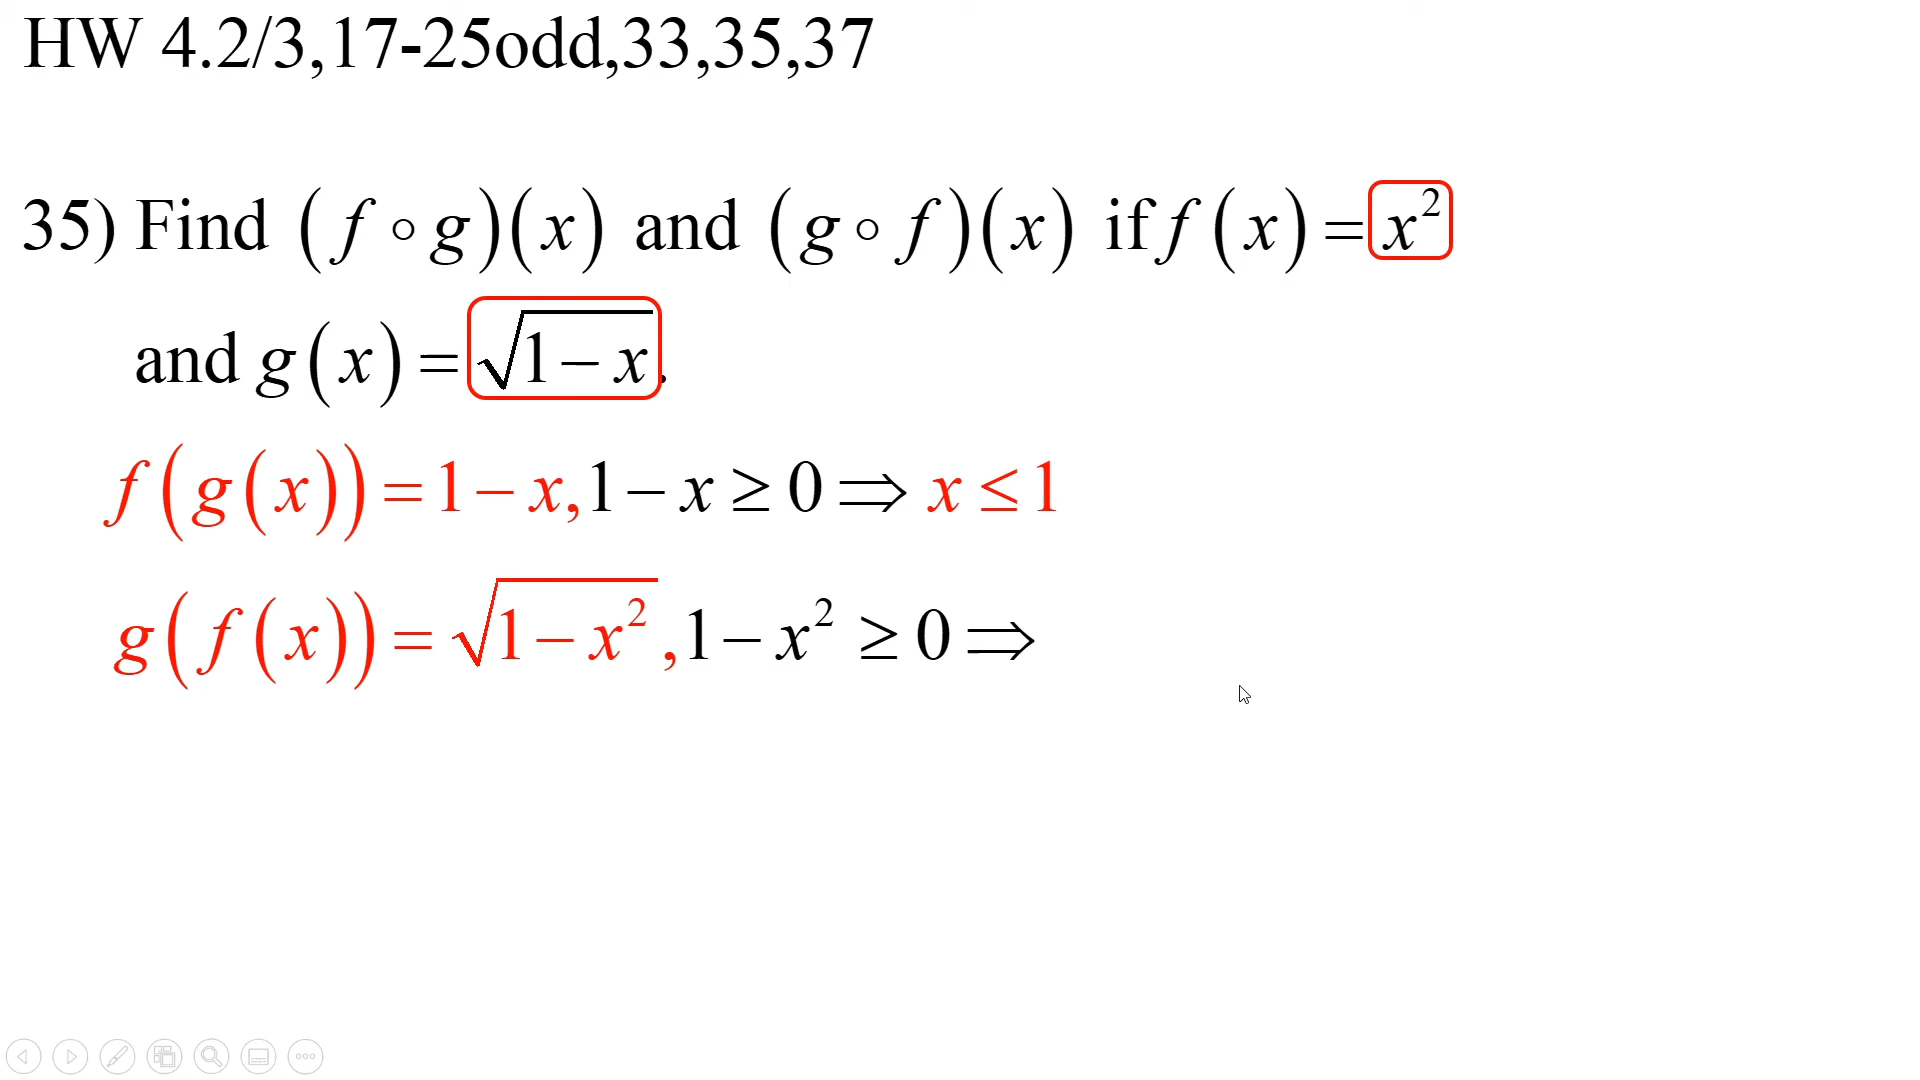 HW 4.2/3,17-25odd,33,35,37
35) Find (f∘g)(x) and (g∘f)(x) if f(x)=x²
and g(x)=√(1−x).
f(g(x))=1−x,1−x≥0⇒x≤1
g(f(x))=√(1−x²),1−x²≥0⇒